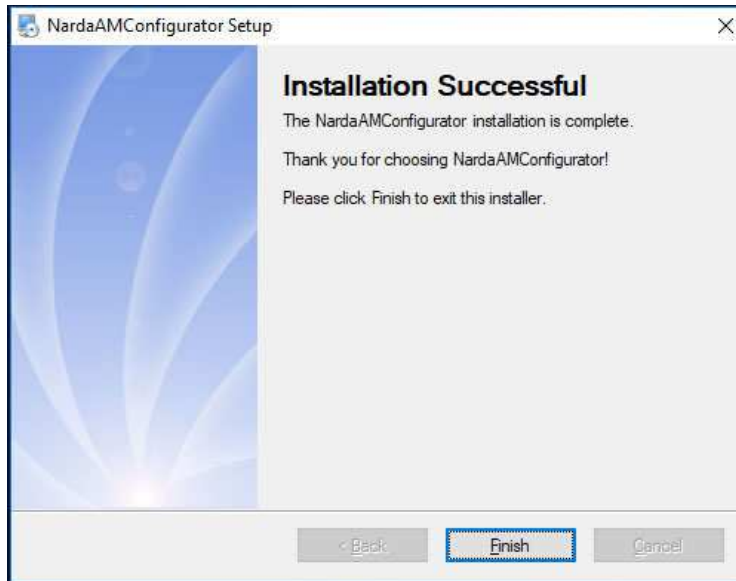 NardaAMConfigurator Setup
Installation Successful
The NardaAMConfigurator installation is complete.
Thank you for choosing NardaAMConfigurator!
Please click Finish to exit this installer.
< Back
Finish
Cancel